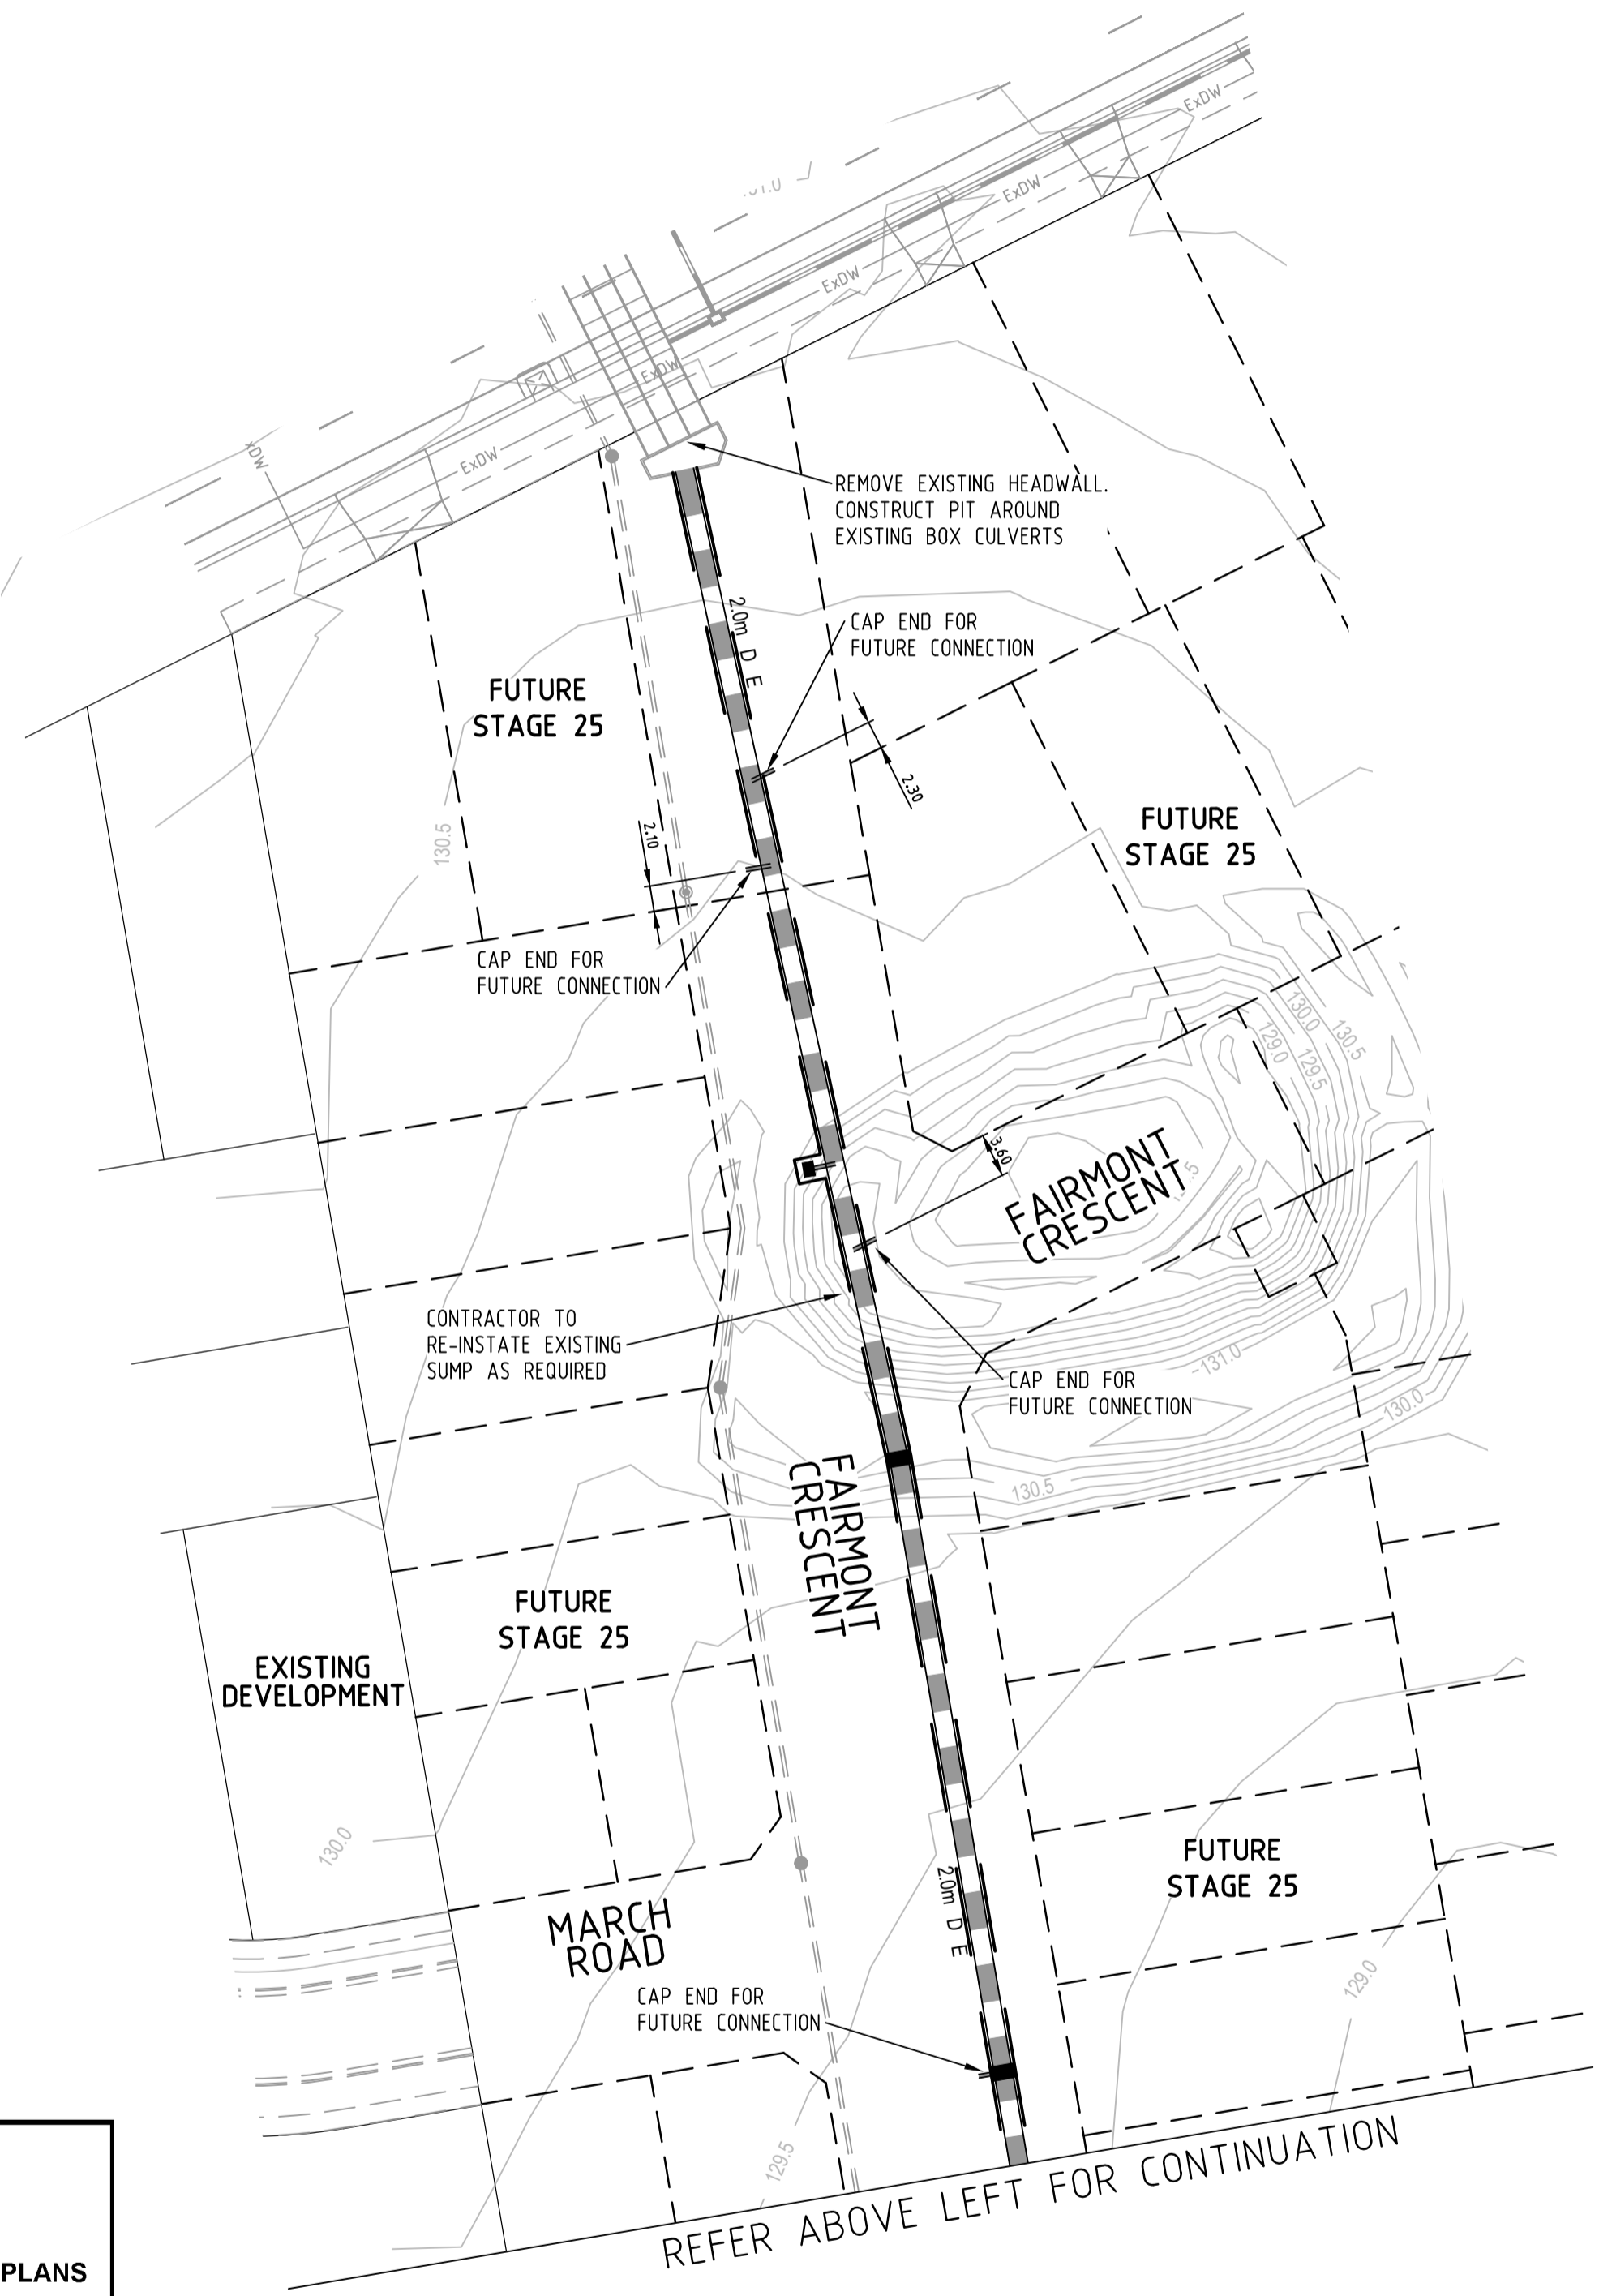 ExDW
ExDW
ExDW
ExDW
ExDW
xDW
REMOVE EXISTING HEADWALL.
CONSTRUCT PIT AROUND
EXISTING BOX CULVERTS
2.0m D E
CAP END FOR
FUTURE CONNECTION
FUTURE
STAGE 25
2.30
2.10
130.5
FUTURE
STAGE 25
CAP END FOR
FUTURE CONNECTION
130.0
130.5
129.0
129.5
3.60
FAIRMONT
CRESCENT
CONTRACTOR TO
RE-INSTATE EXISTING
SUMP AS REQUIRED
131.0
CAP END FOR
FUTURE CONNECTION
130.0
130.5
FAIRMONT
CRESCENT
FUTURE
STAGE 25
EXISTING
DEVELOPMENT
130.0
FUTURE
STAGE 25
2.0m D E
MARCH
ROAD
129.0
CAP END FOR
FUTURE CONNECTION
129.5
REFER ABOVE LEFT FOR CONTINUATION
PLANS